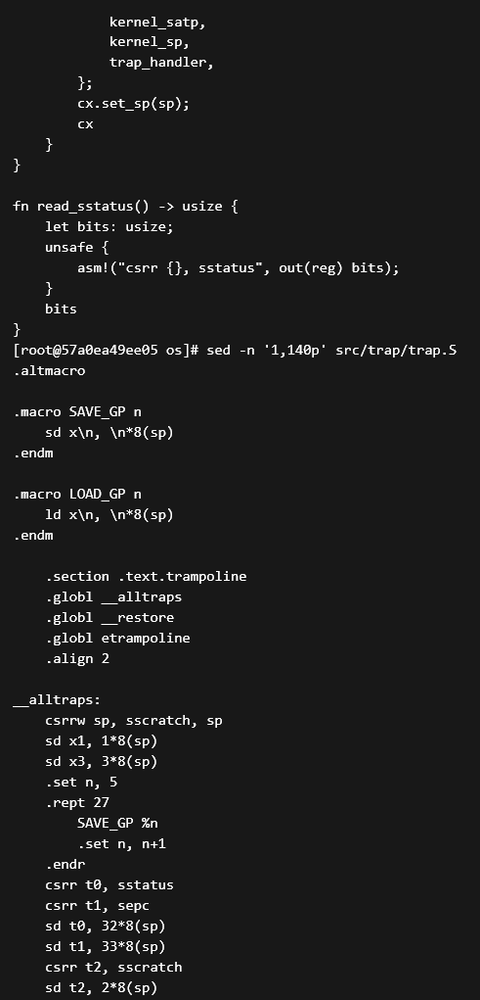 kernel_satp,
            kernel_sp,
            trap_handler,
        };
        cx.set_sp(sp);
        cx
    }
}

fn read_sstatus() -> usize {
    let bits: usize;
    unsafe {
        asm!("csrr {}, sstatus", out(reg) bits);
    }
    bits
}
[root@57a0ea49ee05 os]# sed -n '1,140p' src/trap/trap.S
.altmacro

.macro SAVE_GP n
    sd x\n, \n*8(sp)
.endm

.macro LOAD_GP n
    ld x\n, \n*8(sp)
.endm

    .section .text.trampoline
    .globl __alltraps
    .globl __restore
    .globl etrampoline
    .align 2

__alltraps:
    csrrw sp, sscratch, sp
    sd x1, 1*8(sp)
    sd x3, 3*8(sp)
    .set n, 5
    .rept 27
        SAVE_GP %n
        .set n, n+1
    .endr
    csrr t0, sstatus
    csrr t1, sepc
    sd t0, 32*8(sp)
    sd t1, 33*8(sp)
    csrr t2, sscratch
    sd t2, 2*8(sp)